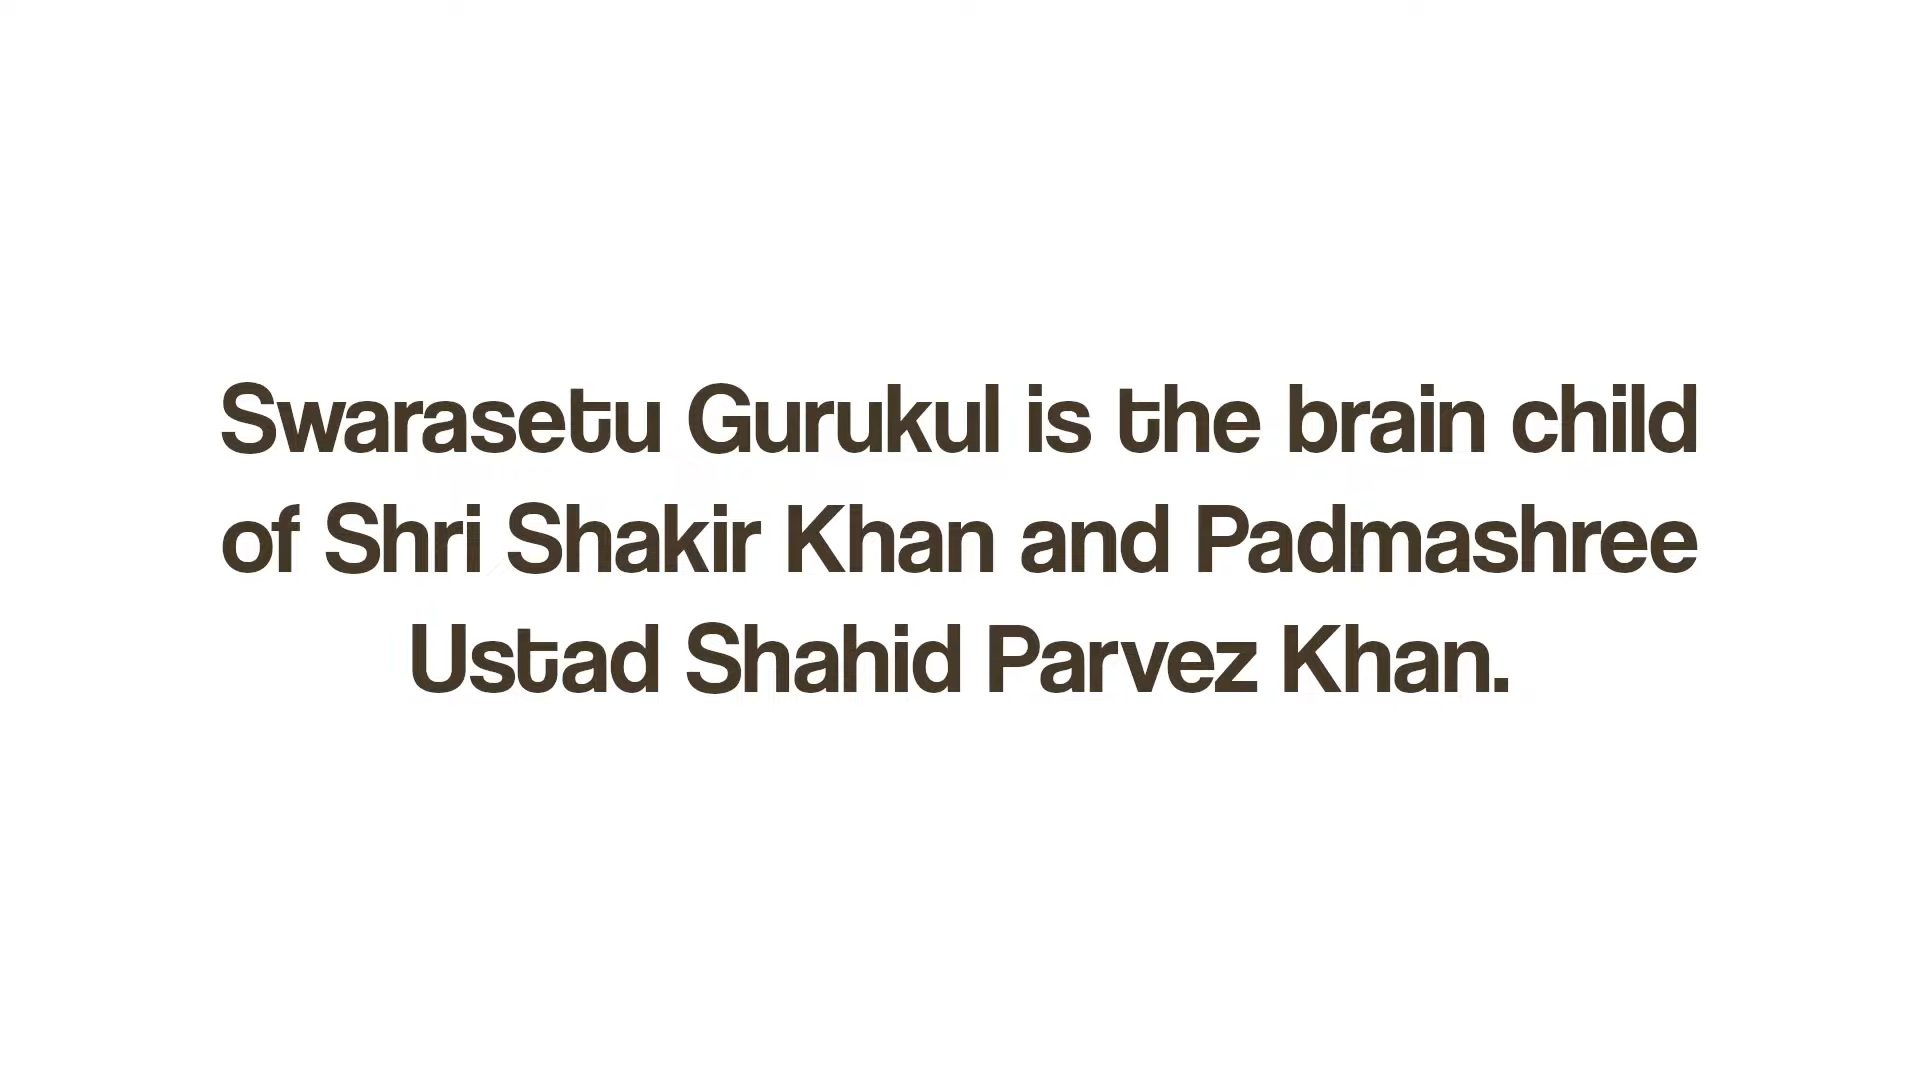 Swarasetu Gurukul is the brain child
of Shri Shakir Khan and Padmashree
Ustad Shahid Parvez Khan.